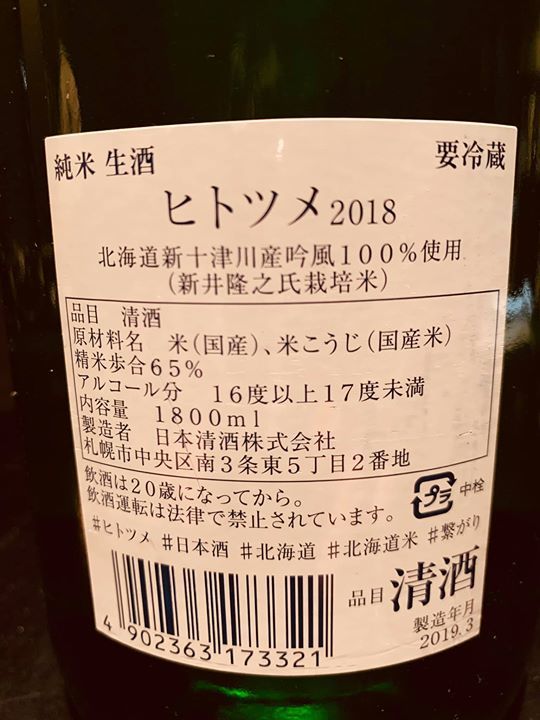 純米 生酒 要冷蔵
ヒトツメ2018
北海道新十津川産吟風100%使用
(新井隆之氏栽培米)
品目 清酒
原材料名 米(国産)、米こうじ(国産米)
精米歩合65%
アルコール分 16度以上17度未満
内容量 1800ml
製造者 日本清酒株式会社
札幌市中央区南3条東5丁目2番地
飲酒は20歳になってから。
飲酒運転は法律で禁止されています。
プラ 中栓
#ヒトツメ #日本酒 #北海道 #北海道米 #繋がり
品目 清酒
製造年月
2019.3
4 902363 173321